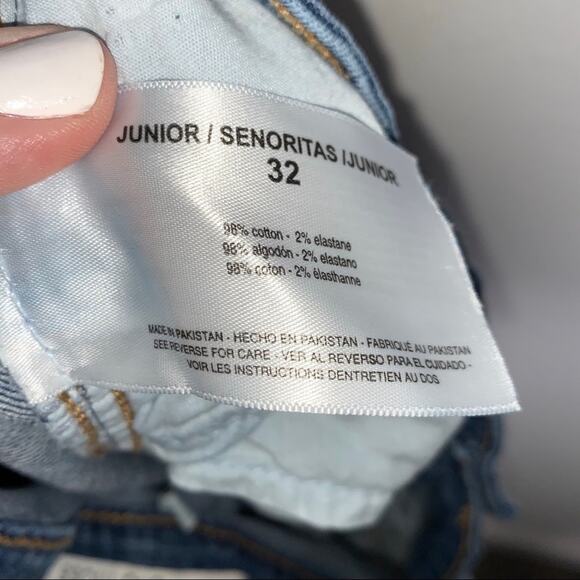 JUNIOR / SENORITAS /JUNIOR
32
98% cotton - 2% elastane
98% algodón - 2% elastano
98% coton - 2% élasthanne
MADE IN PAKISTAN - HECHO EN PAKISTAN - FABRIQUÉ AU PAKISTAN
SEE REVERSE FOR CARE - VER AL REVERSO PARA EL CUIDADO -
VOIR LES INSTRUCTIONS DENTRETIEN AU DOS